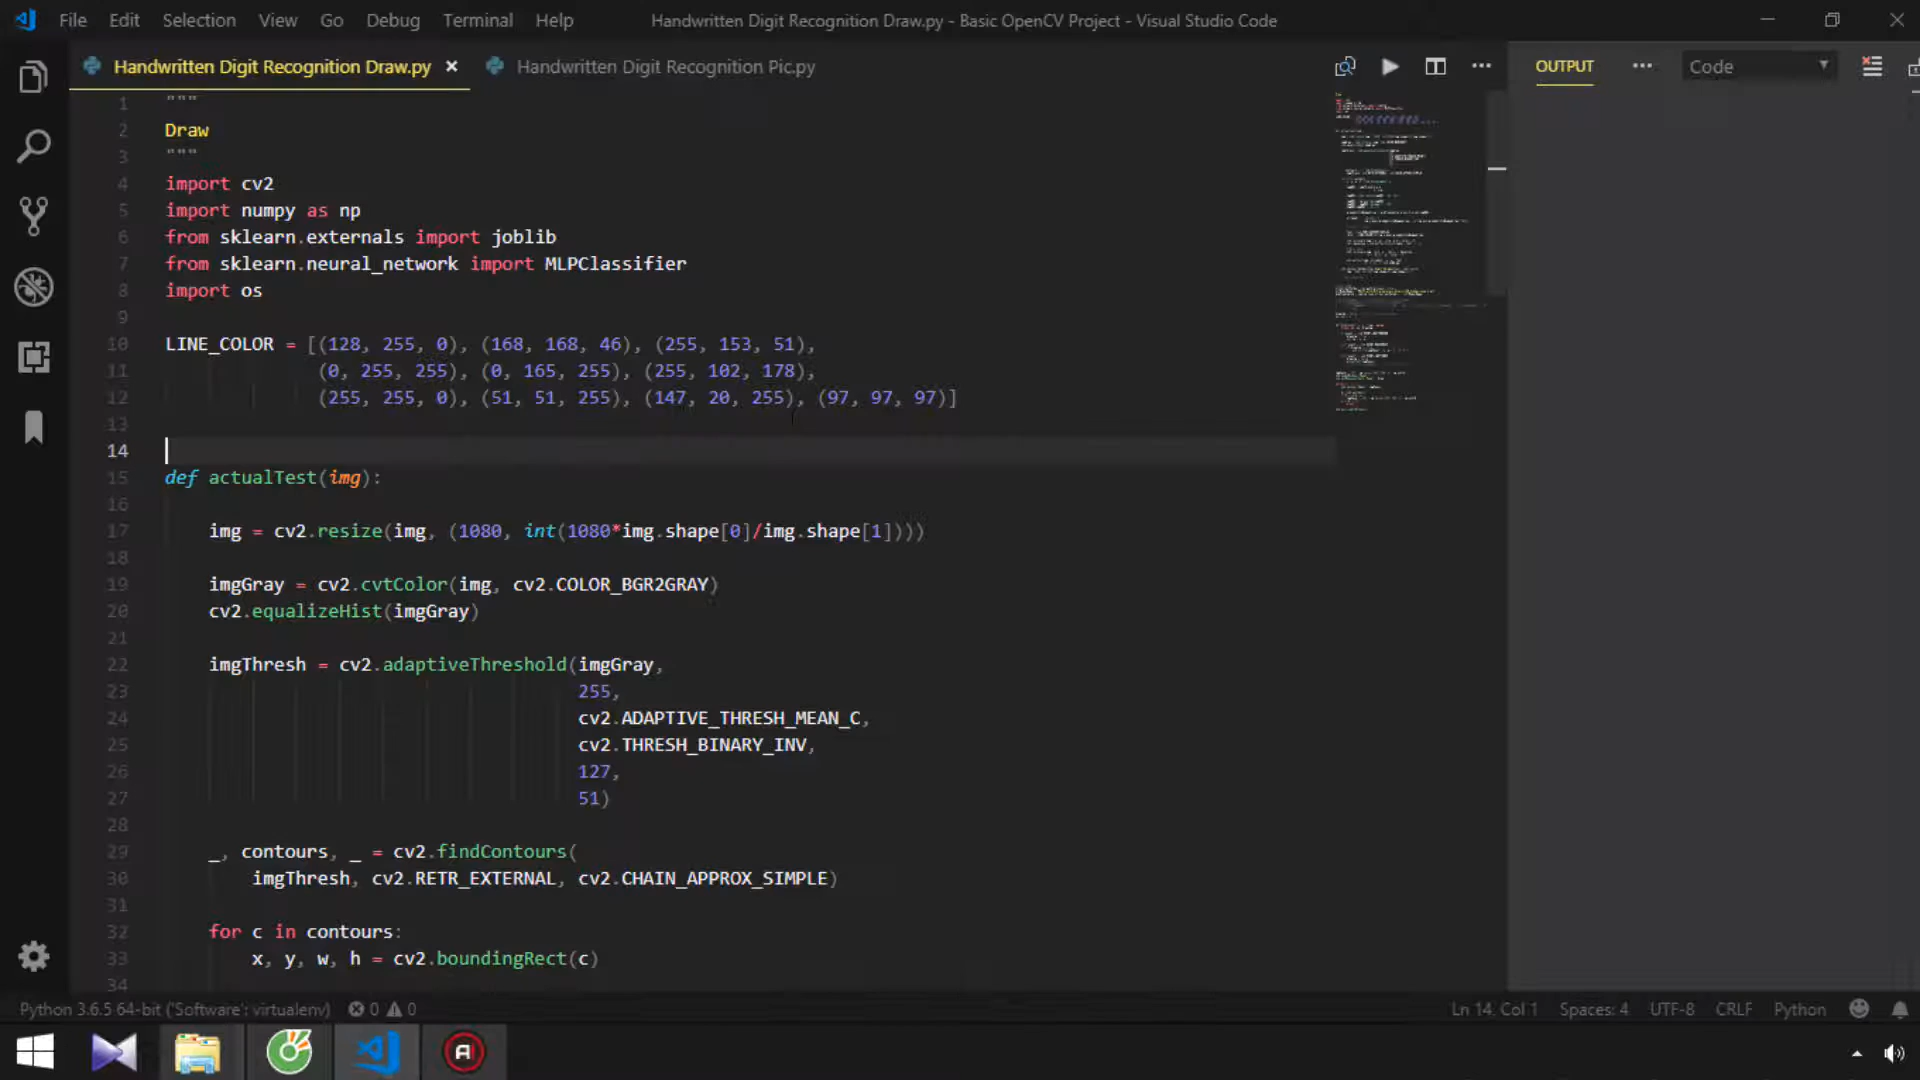 File Edit Selection View Go Debug Terminal Help Handwritten Digit Recognition Draw.py - Basic OpenCV Project - Visual Studio Code
Handwritten Digit Recognition Draw.py Handwritten Digit Recognition Pic.py OUTPUT Code
1 """
2 Draw
3 """
4 import cv2
5 import numpy as np
6 from sklearn.externals import joblib
7 from sklearn.neural_network import MLPClassifier
8 import os
9
10 LINE_COLOR = [(128, 255, 0), (168, 168, 46), (255, 153, 51),
11 (0, 255, 255), (0, 165, 255), (255, 102, 178),
12 (255, 255, 0), (51, 51, 255), (147, 20, 255), (97, 97, 97)]
13
14
15 def actualTest(img):
16
17 img = cv2.resize(img, (1080, int(1080*img.shape[0]/img.shape[1])))
18
19 imgGray = cv2.cvtColor(img, cv2.COLOR_BGR2GRAY)
20 cv2.equalizeHist(imgGray)
21
22 imgThresh = cv2.adaptiveThreshold(imgGray,
23 255,
24 cv2.ADAPTIVE_THRESH_MEAN_C,
25 cv2.THRESH_BINARY_INV,
26 127,
27 51)
28
29 _, contours, _ = cv2.findContours(
30 imgThresh, cv2.RETR_EXTERNAL, cv2.CHAIN_APPROX_SIMPLE)
31
32 for c in contours:
33 x, y, w, h = cv2.boundingRect(c)
34
Python 3.6.5 64-bit ('Software': virtualenv) 0 0 Ln 14, Col 1 Spaces: 4 UTF-8 CRLF Python